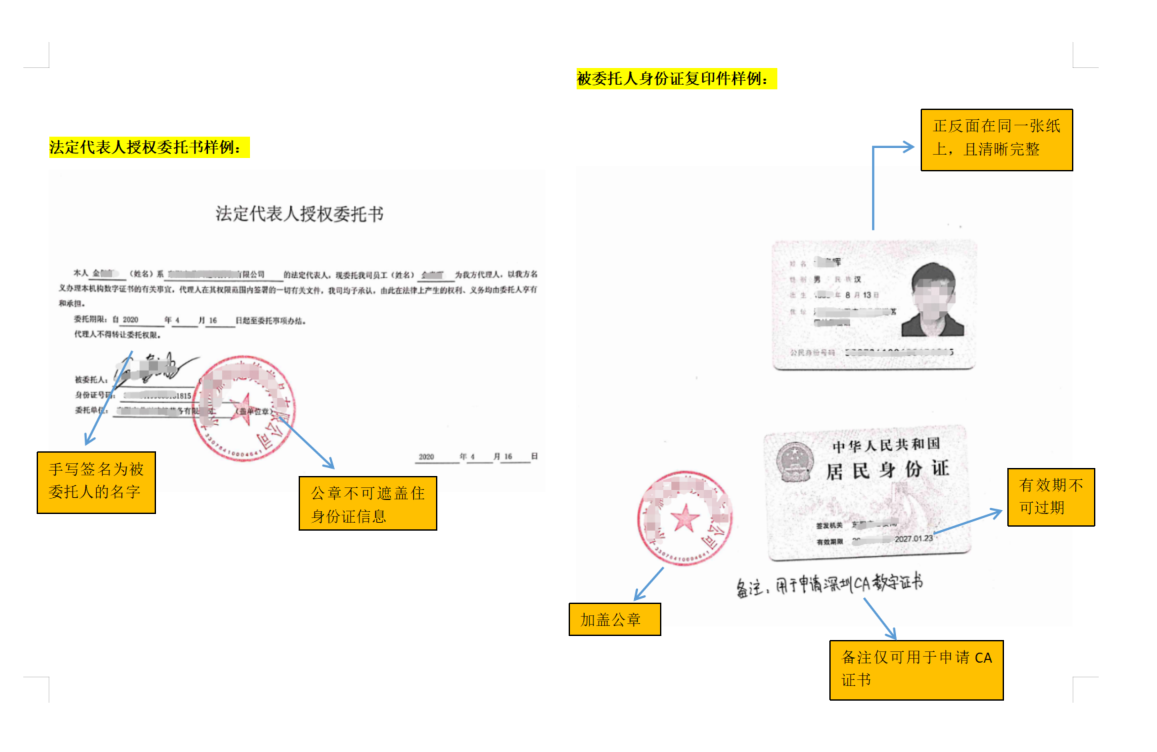 法定代表人授权委托书样例：
法定代表人授权委托书
本人 金 （姓名）系 有限公司 的法定代表人，现委托我司员工（姓名） 为我方代理人，以我方名
义办理本机构数字证书的有关事宜。代理人在其权限范围内签署的一切有关文件，我司均予承认，由此在法律上产生的权利、义务均由委托人享有
和承担。
委托期限：自 2020 年 4 月 16 日起至委托事项办结。
代理人不得转让委托权限。
被委托人：
身份证号码： 1815
委托单位： 务有限 （盖单位章）
公司
2020 年 4 月 16 日
手写签名为被
委托人的名字
公章不可遮盖住
身份证信息
被委托人身份证复印件样例：
正反面在同一张纸
上，且清晰完整
姓名 辉
性别 男 民族 汉
出生 年 8 月 13 日
住址
公民身份号码
中华人民共和国
居民身份证
签发机关
有效期限 2027.01.23
公司
备注：用于申请深圳CA数字证书
有效期不
可过期
加盖公章
备注仅可用于申请 CA
证书